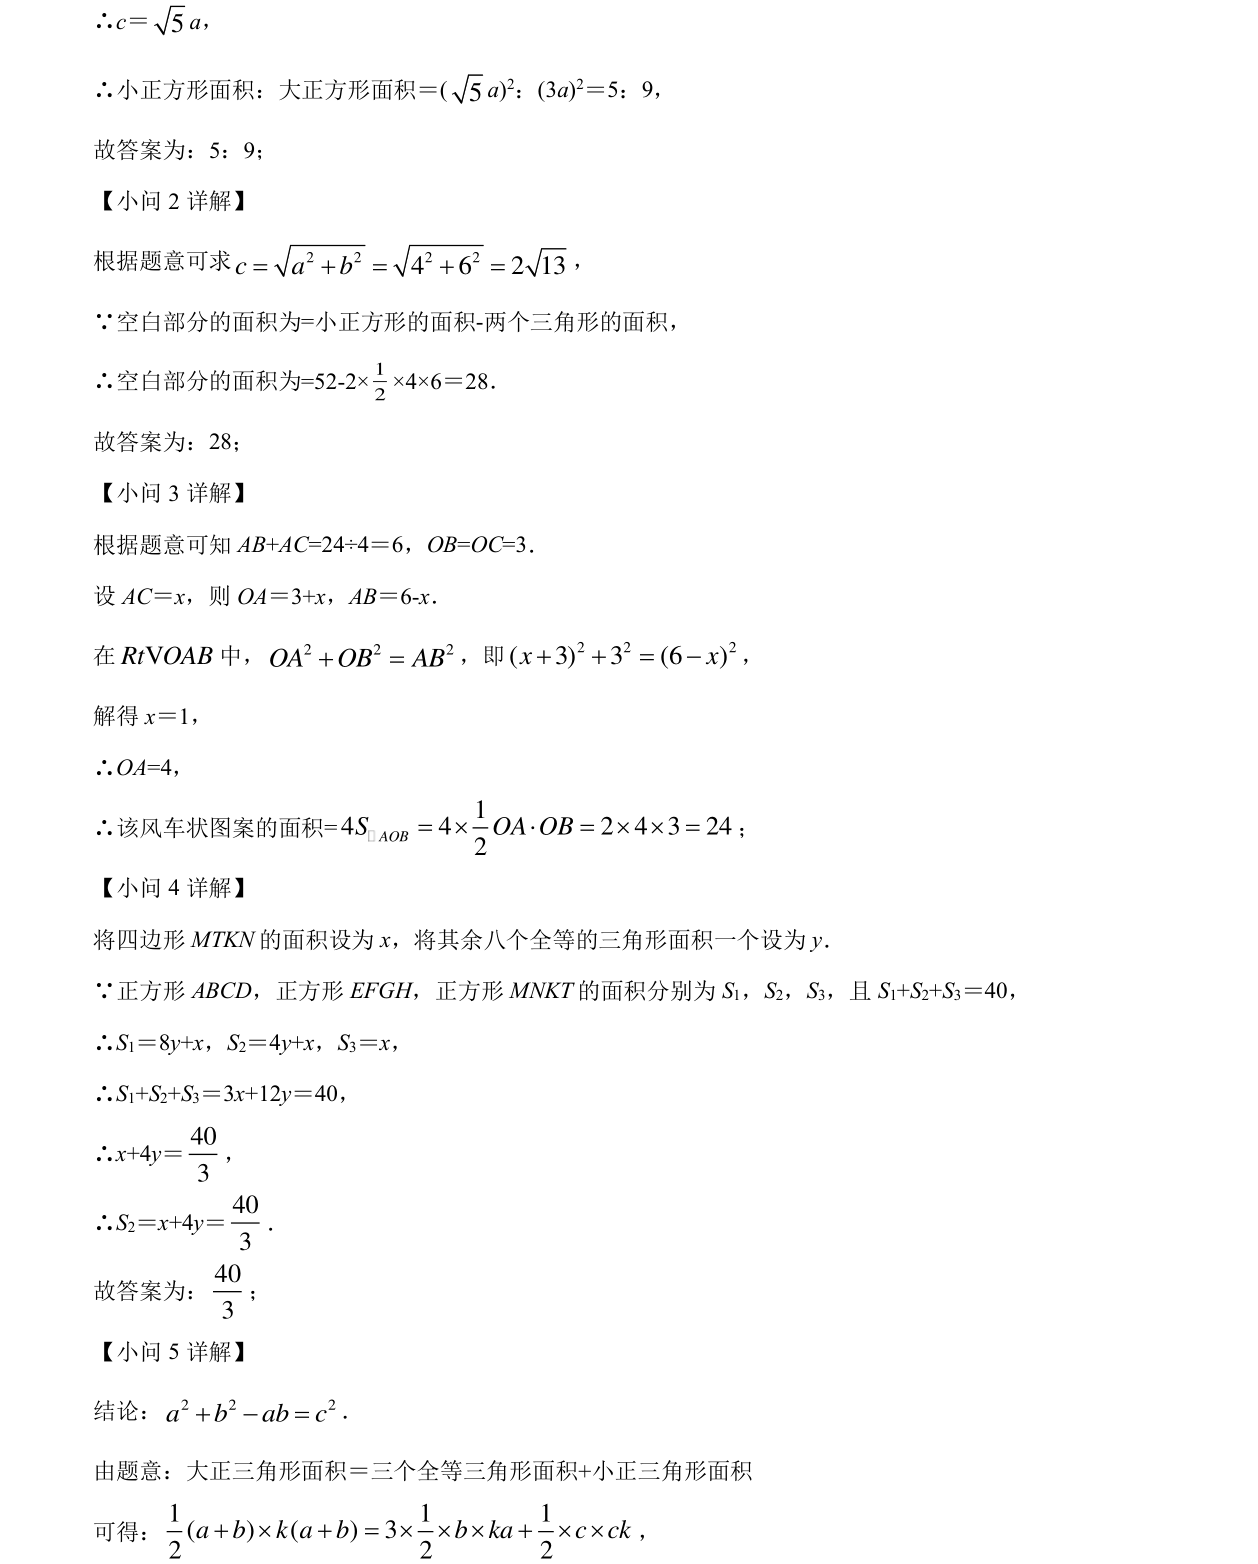 ∴c＝√5 a，
∴小正方形面积：大正方形面积＝(√5 a)²：(3a)²＝5：9，
故答案为：5：9；
【小问 2 详解】
根据题意可求 c = √(a² + b²) = √(4² + 6²) = 2√13，
∵空白部分的面积为=小正方形的面积-两个三角形的面积，
∴空白部分的面积为=52-2×1/2×4×6＝28．
故答案为：28；
【小问 3 详解】
根据题意可知 AB+AC=24÷4＝6，OB=OC=3．
设 AC＝x，则 OA＝3+x，AB＝6-x．
在 RtVOAB 中， OA² + OB² = AB²，即 (x+3)² + 3² = (6 − x)²，
解得 x＝1，
∴OA=4，
∴该风车状图案的面积= 4S□AOB = 4×1/2 OA·OB = 2×4×3 = 24；
【小问 4 详解】
将四边形 MTKN 的面积设为 x，将其余八个全等的三角形面积一个设为 y．
∵正方形 ABCD，正方形 EFGH，正方形 MNKT 的面积分别为 S₁，S₂，S₃，且 S₁+S₂+S₃＝40，
∴S₁＝8y+x，S₂＝4y+x，S₃＝x，
∴S₁+S₂+S₃＝3x+12y＝40，
∴x+4y＝40/3，
∴S₂＝x+4y＝40/3．
故答案为：40/3；
【小问 5 详解】
结论： a² + b² − ab = c²．
由题意：大正三角形面积＝三个全等三角形面积+小正三角形面积
可得： 1/2(a+b)×k(a+b) = 3×1/2×b×ka + 1/2×c×ck，